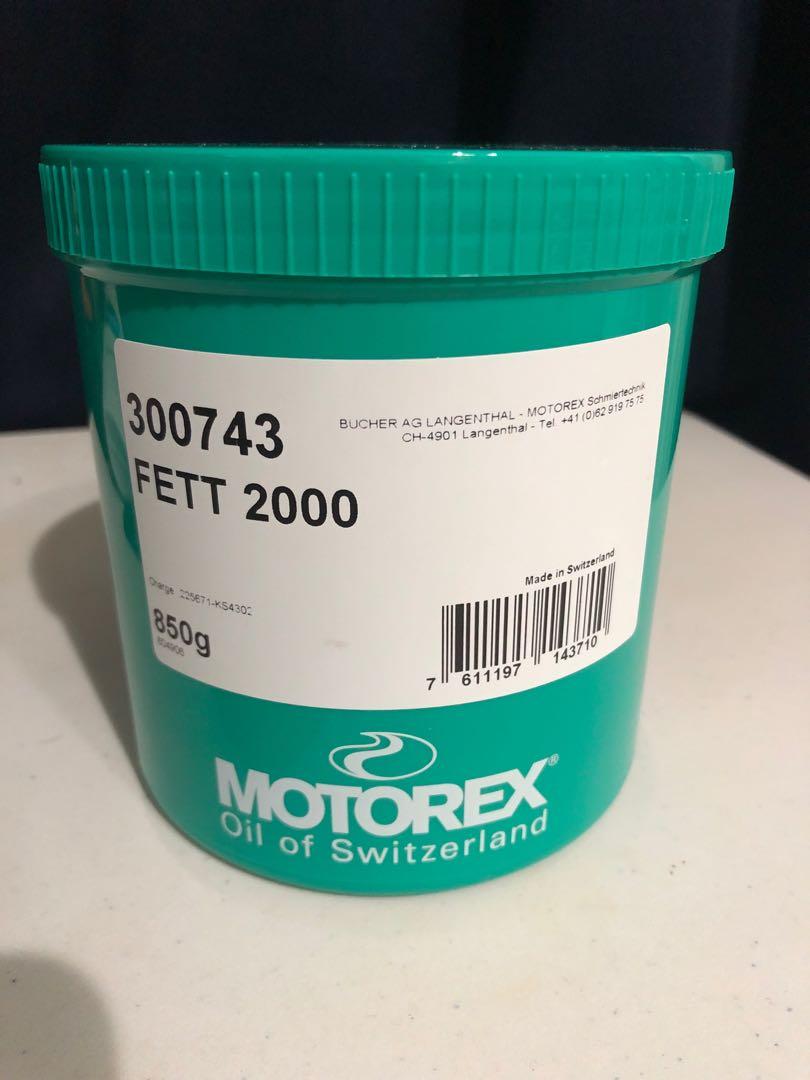 300743
FETT 2000
BUCHER AG LANGENTHAL - MOTOREX Schmiertechnik
CH-4901 Langenthal - Tel. +41 (0)62 919 75 75
Charge 225671-KS4302
850g
Made in Switzerland
7 611197 143710
MOTOREX®
Oil of Switzerland